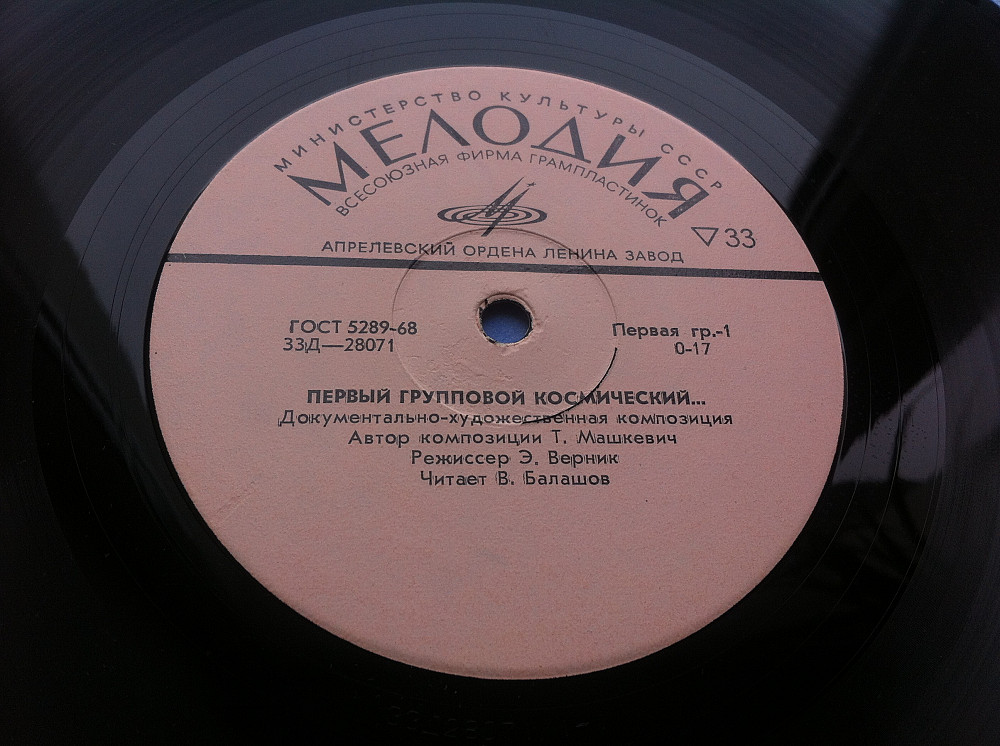 МИНИСТЕРСТВО КУЛЬТУРЫ СССР
МЕЛОДИЯ
ВСЕСОЮЗНАЯ ФИРМА ГРАМПЛАСТИНОК
33
АПРЕЛЕВСКИЙ ОРДЕНА ЛЕНИНА ЗАВОД
ГОСТ 5289-68
33Д—28071
Первая гр.-1
0-17
ПЕРВЫЙ ГРУППОВОЙ КОСМИЧЕСКИЙ...
Документально-художественная композиция
Автор композиции Т. Машкевич
Режиссер Э. Верник
Читает В. Балашов